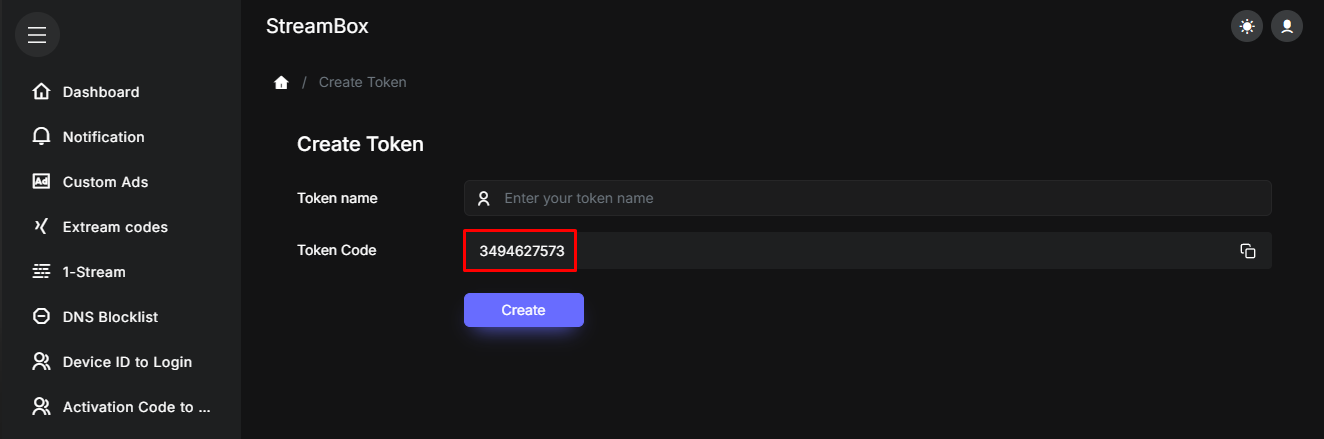 StreamBox
/ Create Token
Dashboard
Notification
Ad Custom Ads
Extream codes
1-Stream
DNS Blocklist
Device ID to Login
Activation Code to ...
Create Token
Token name
Enter your token name
Token Code
3494627573
Create